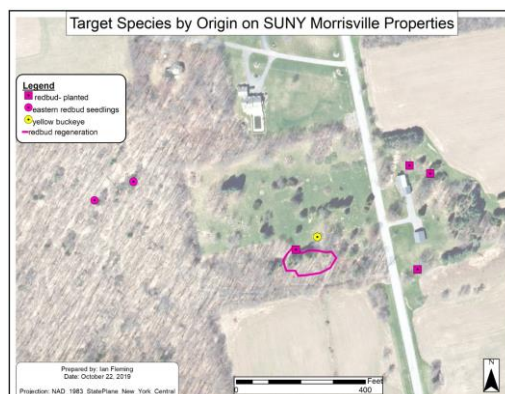 Target Species by Origin on SUNY Morrisville Properties
Legend
redbud- planted
eastern redbud seedlings
yellow buckeye
redbud regeneration
Prepared by: Ian Fleming
Date: October 22, 2019
Projection: NAD 1983 StatePlane New York Central
Feet
0 400
N